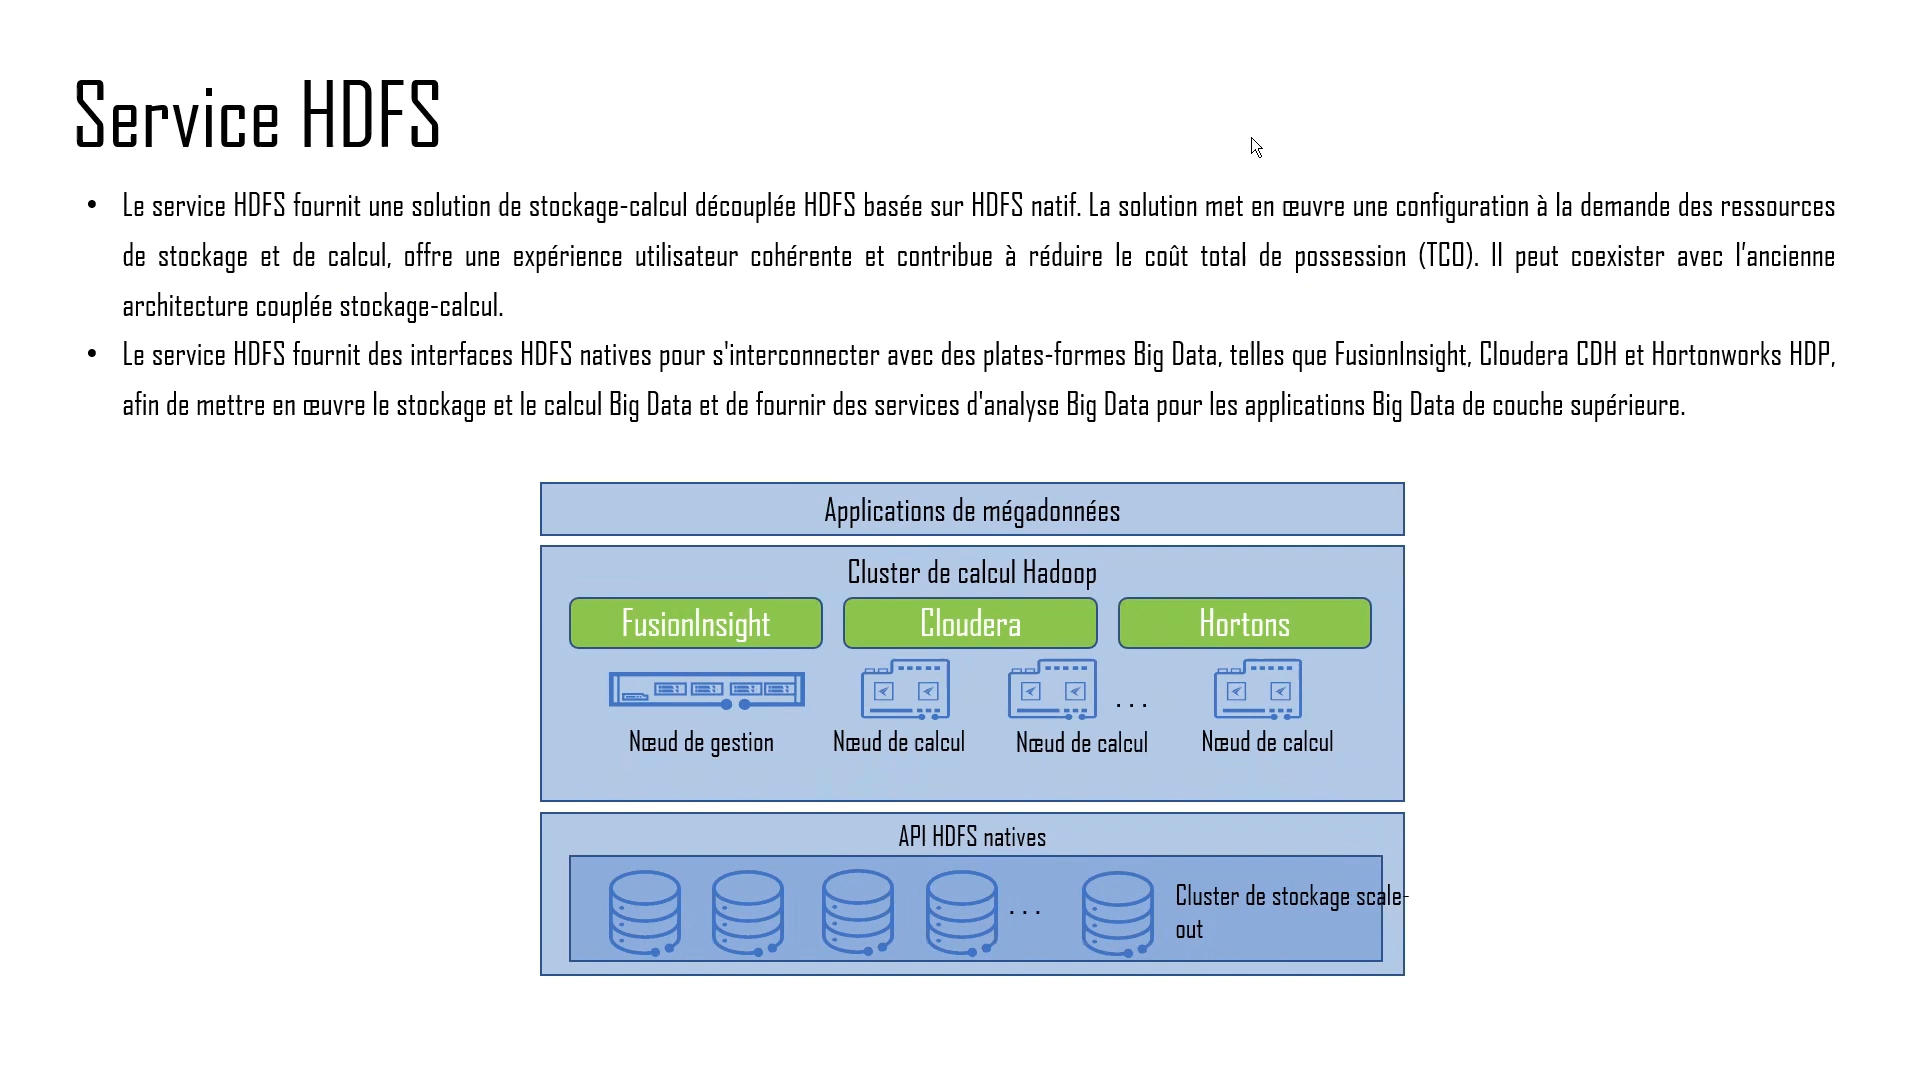 Service HDFS
• Le service HDFS fournit une solution de stockage-calcul découplée HDFS basée sur HDFS natif. La solution met en œuvre une configuration à la demande des ressources
de stockage et de calcul, offre une expérience utilisateur cohérente et contribue à réduire le coût total de possession (TCO). Il peut coexister avec l’ancienne
architecture couplée stockage-calcul.
• Le service HDFS fournit des interfaces HDFS natives pour s'interconnecter avec des plates-formes Big Data, telles que FusionInsight, Cloudera CDH et Hortonworks HDP,
afin de mettre en œuvre le stockage et le calcul Big Data et de fournir des services d'analyse Big Data pour les applications Big Data de couche supérieure.
Applications de mégadonnées
Cluster de calcul Hadoop
FusionInsight Cloudera Hortons
. . .
Nœud de gestion Nœud de calcul Nœud de calcul Nœud de calcul
API HDFS natives
. . .
Cluster de stockage scale-
out